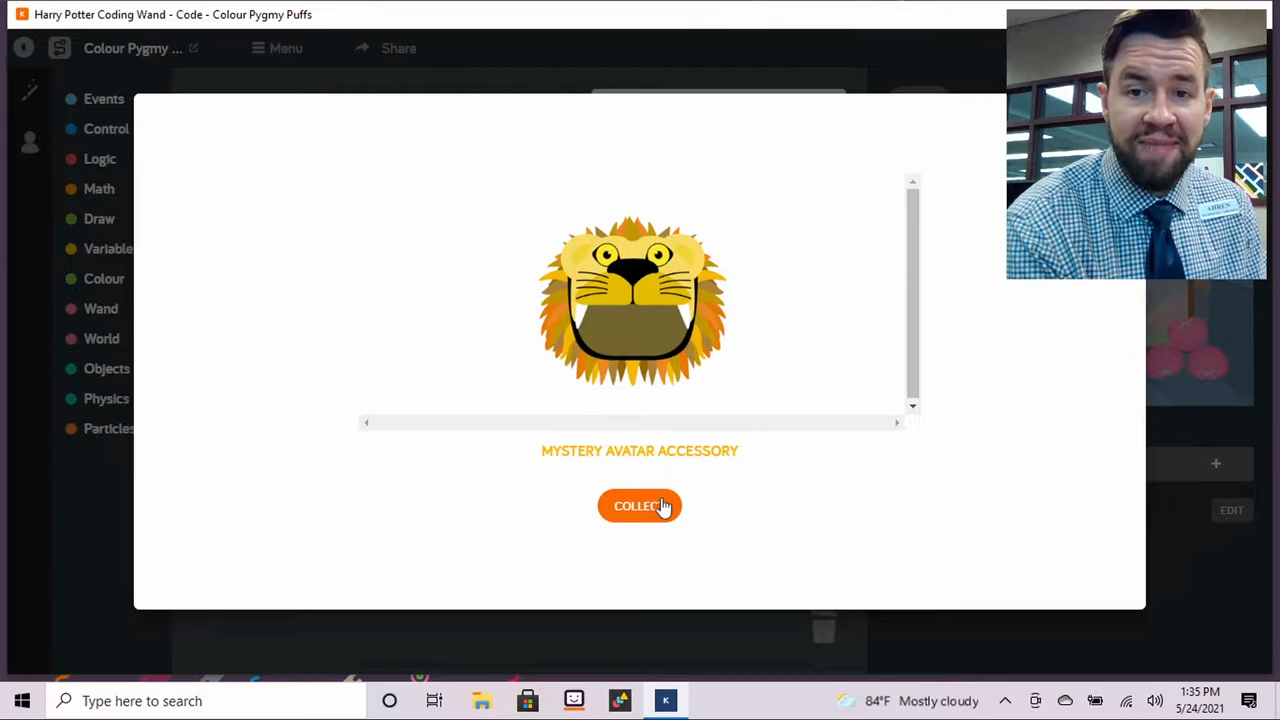 Harry Potter Coding Wand - Code - Colour Pygmy Puffs
Colour Pygmy ...
Menu
Share
Events
Control
Logic
Math
Draw
Variable
Colour
Wand
World
Objects
Physics
Particles
AHREN
MYSTERY AVATAR ACCESSORY
COLLEC
EDIT
Type here to search
84°F Mostly cloudy
1:35 PM
5/24/2021